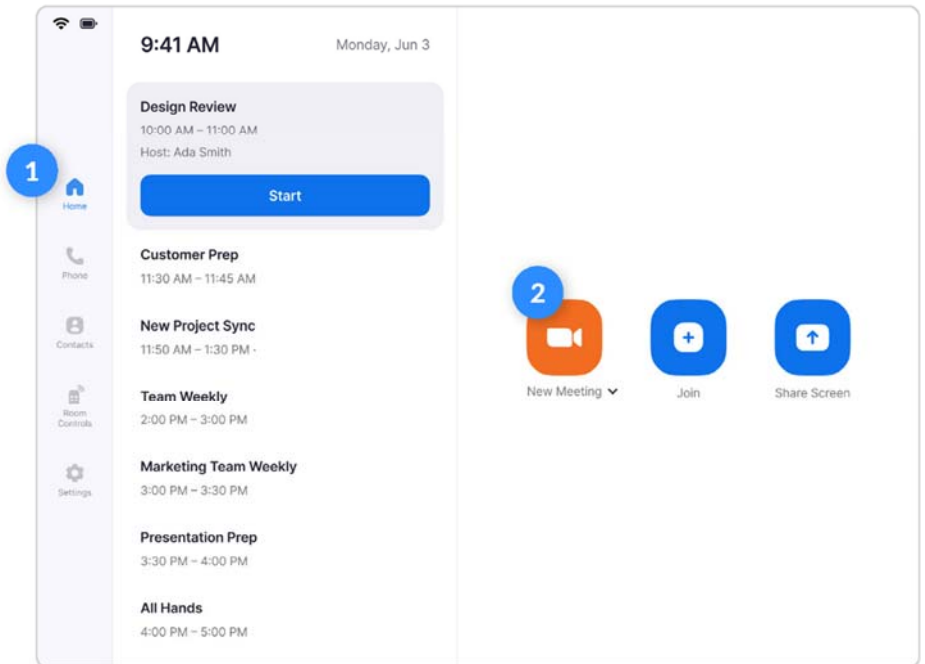 9:41 AM
Monday, Jun 3
1
Home
Phone
Contacts
Room
Controls
Settings
Design Review
10:00 AM – 11:00 AM
Host: Ada Smith
Start
Customer Prep
11:30 AM – 11:45 AM
New Project Sync
11:50 AM – 1:30 PM -
Team Weekly
2:00 PM – 3:00 PM
Marketing Team Weekly
3:00 PM – 3:30 PM
Presentation Prep
3:30 PM – 4:00 PM
All Hands
4:00 PM – 5:00 PM
2
New Meeting
Join
Share Screen